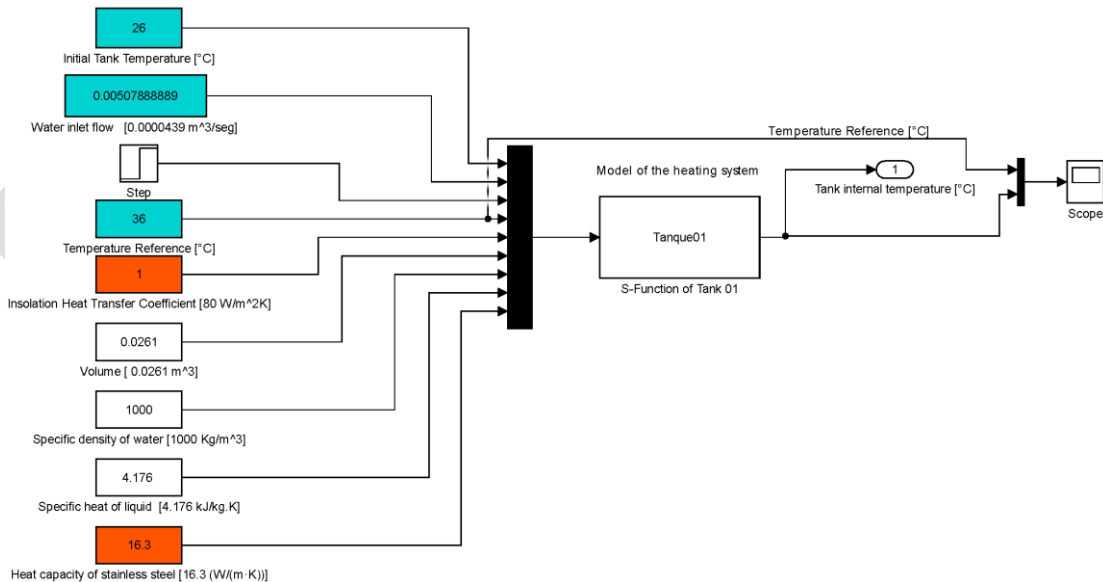 26
Initial Tank Temperature [°C]
0.00507888889
Water inlet flow [0.0000439 m^3/seg]
Step
36
Temperature Reference [°C]
1
Insolation Heat Transfer Coefficient [80 W/m^2K]
0.0261
Volume [ 0.0261 m^3]
1000
Specific density of water [1000 Kg/m^3]
4.176
Specific heat of liquid [4.176 kJ/kg.K]
16.3
Heat capacity of stainless steel [16.3 (W/(m·K))]
Model of the heating system
Tanque01
S-Function of Tank 01
Temperature Reference [°C]
1
Tank internal temperature [°C]
Scope